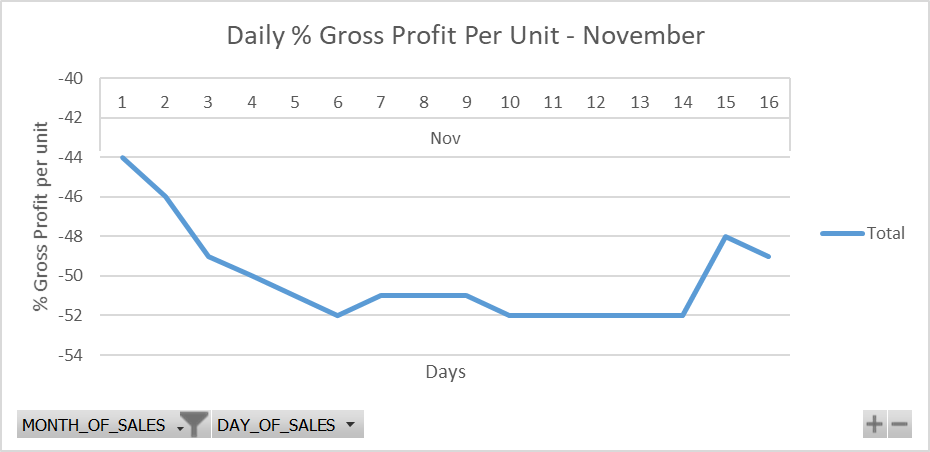 Daily % Gross Profit Per Unit - November
-40
1 2 3 4 5 6 7 8 9 10 11 12 13 14 15 16
-42
Nov
-44
-46
-48
-50
-52
-54
% Gross Profit per unit
Total
Days
MONTH_OF_SALES DAY_OF_SALES